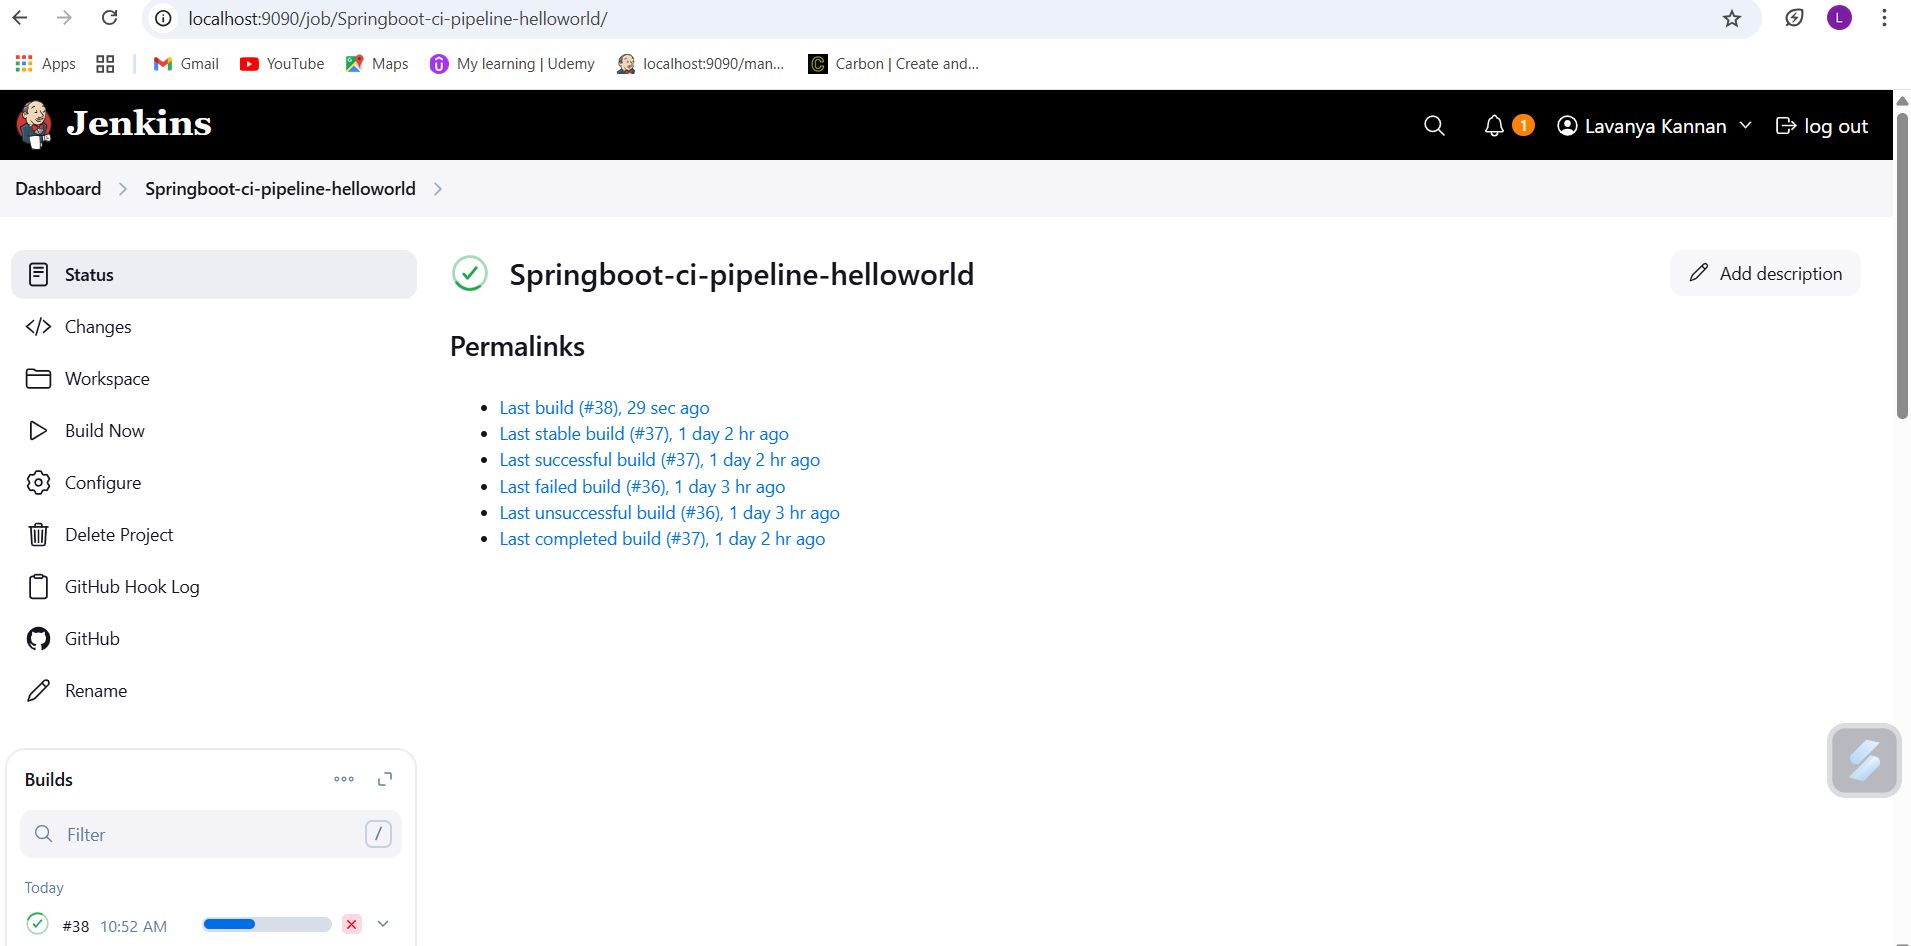 localhost:9090/job/Springboot-ci-pipeline-helloworld/
L
Apps Gmail YouTube Maps My learning | Udemy localhost:9090/man... Carbon | Create and...
Jenkins 1 Lavanya Kannan log out
Dashboard Springboot-ci-pipeline-helloworld
Status
Changes
Workspace
Build Now
Configure
Delete Project
GitHub Hook Log
GitHub
Rename
Springboot-ci-pipeline-helloworld Add description
Permalinks
Last build (#38), 29 sec ago
Last stable build (#37), 1 day 2 hr ago
Last successful build (#37), 1 day 2 hr ago
Last failed build (#36), 1 day 3 hr ago
Last unsuccessful build (#36), 1 day 3 hr ago
Last completed build (#37), 1 day 2 hr ago
Builds
Filter /
Today
#38 10:52 AM